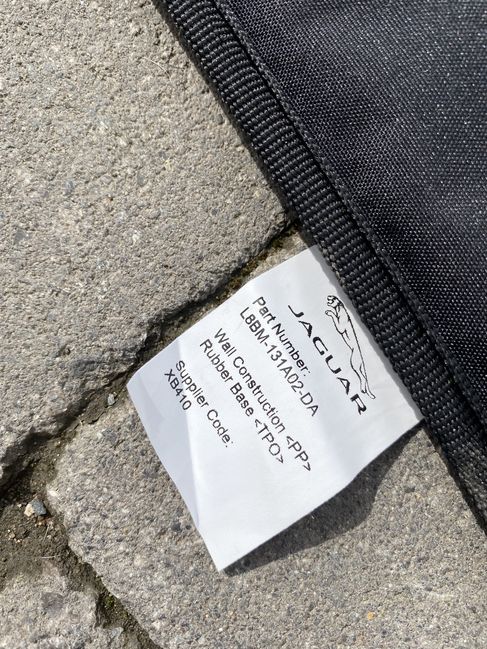 JAGUAR
Part Number:
L8BM-131A02-DA
Wall Construction <PP>
Rubber Base <TPO>
Supplier Code:
XB410